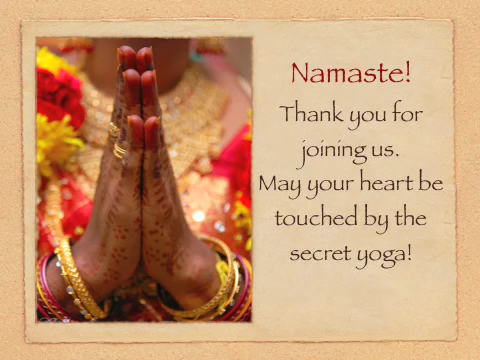 Namaste!
Thank you for
joining us.
May your heart be
touched by the
secret yoga!